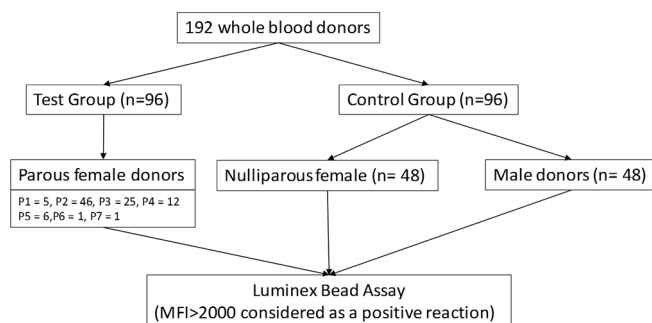 192 whole blood donors
Test Group (n=96)
Control Group (n=96)
Parous female donors
P1 = 5, P2 = 46, P3 = 25, P4 = 12
P5 = 6,P6 = 1, P7 = 1
Nulliparous female (n= 48)
Male donors (n= 48)
Luminex Bead Assay
(MFI>2000 considered as a positive reaction)